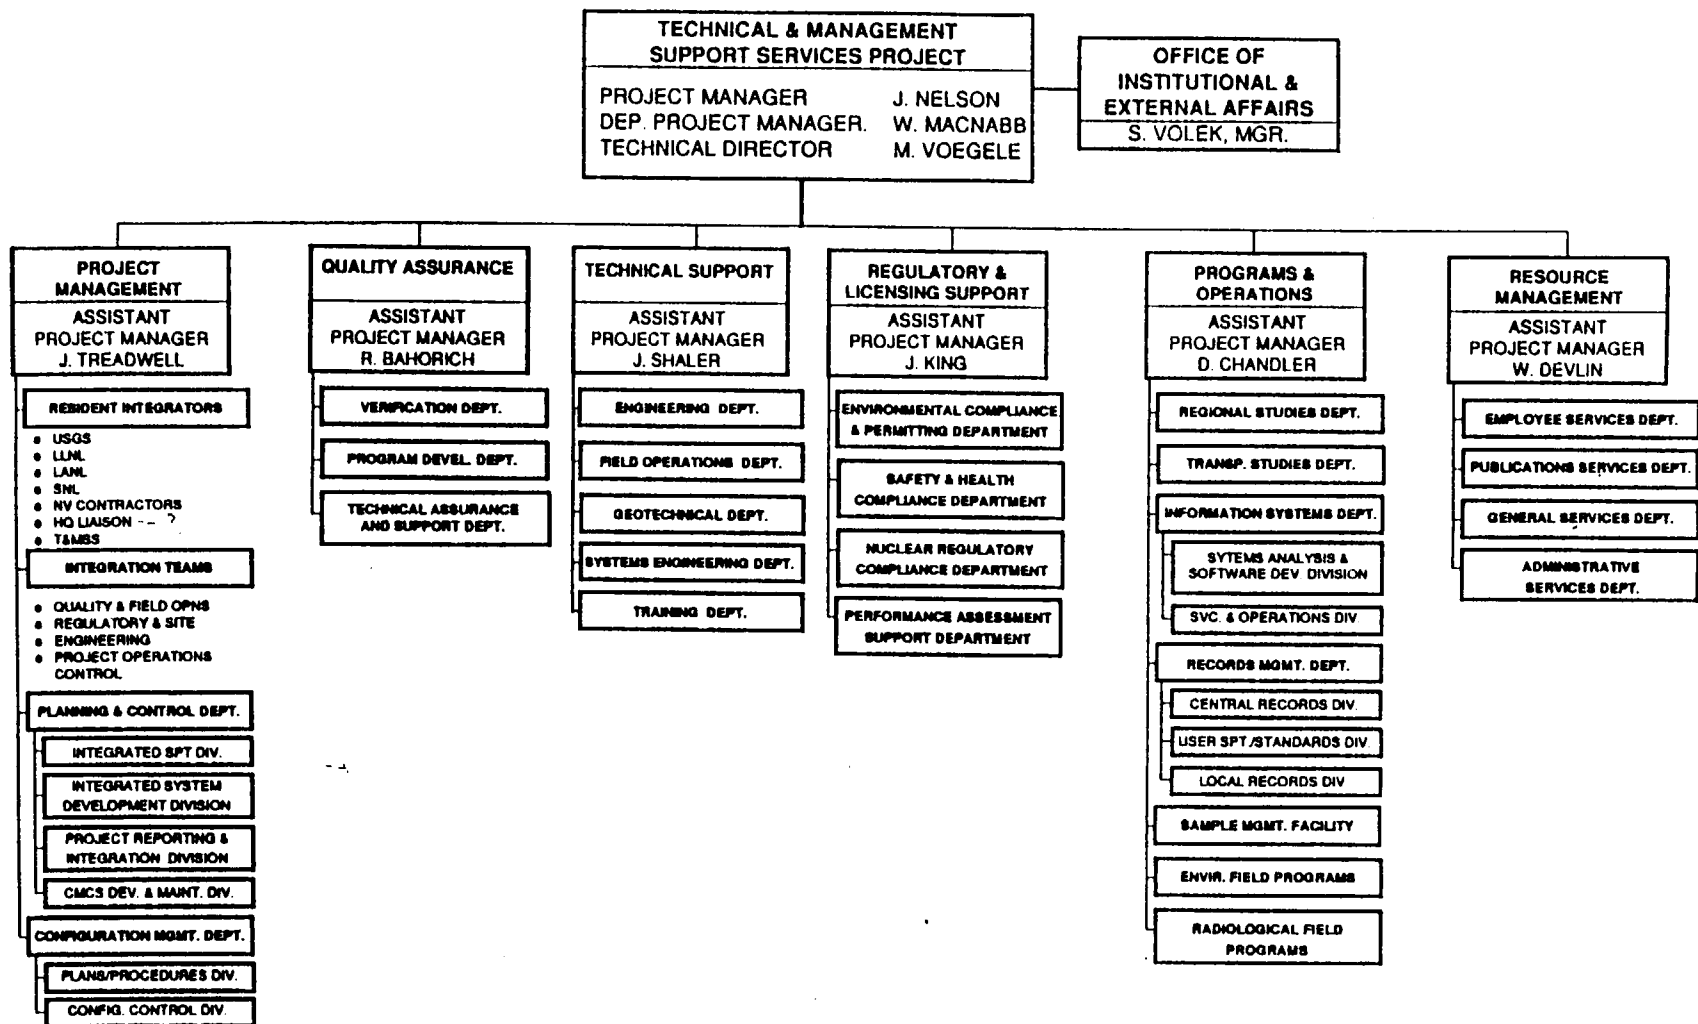 TECHNICAL & MANAGEMENT
SUPPORT SERVICES PROJECT
PROJECT MANAGER J. NELSON
DEP. PROJECT MANAGER. W. MACNABB
TECHNICAL DIRECTOR M. VOEGELE
OFFICE OF
INSTITUTIONAL &
EXTERNAL AFFAIRS
S. VOLEK, MGR.
PROJECT
MANAGEMENT
ASSISTANT
PROJECT MANAGER
J. TREADWELL
RESIDENT INTEGRATORS
USGS
LLNL
LANL
SNL
NV CONTRACTORS
HQ LIAISON -- ?
T&MSS
INTEGRATION TEAMS
QUALITY & FIELD OPNS
REGULATORY & SITE
ENGINEERING
PROJECT OPERATIONS
CONTROL
PLANNING & CONTROL DEPT.
INTEGRATED SPT DIV.
INTEGRATED SYSTEM
DEVELOPMENT DIVISION
PROJECT REPORTING &
INTEGRATION DIVISION
CMCS DEV. & MAINT. DIV.
CONFIGURATION MGMT. DEPT.
PLANS/PROCEDURES DIV.
CONFIG. CONTROL DIV.
QUALITY ASSURANCE
ASSISTANT
PROJECT MANAGER
R. BAHORICH
VERIFICATION DEPT.
PROGRAM DEVEL. DEPT.
TECHNICAL ASSURANCE
AND SUPPORT DEPT.
TECHNICAL SUPPORT
ASSISTANT
PROJECT MANAGER
J. SHALER
ENGINEERING DEPT.
FIELD OPERATIONS DEPT.
GEOTECHNICAL DEPT.
SYSTEMS ENGINEERING DEPT.
TRAINING DEPT.
REGULATORY &
LICENSING SUPPORT
ASSISTANT
PROJECT MANAGER
J. KING
ENVIRONMENTAL COMPLIANCE
& PERMITTING DEPARTMENT
SAFETY & HEALTH
COMPLIANCE DEPARTMENT
NUCLEAR REGULATORY
COMPLIANCE DEPARTMENT
PERFORMANCE ASSESSMENT
SUPPORT DEPARTMENT
PROGRAMS &
OPERATIONS
ASSISTANT
PROJECT MANAGER
D. CHANDLER
REGIONAL STUDIES DEPT.
TRANSP. STUDIES DEPT.
INFORMATION SYSTEMS DEPT.
SYTEMS ANALYSIS &
SOFTWARE DEV. DIVISION
SVC. & OPERATIONS DIV.
RECORDS MGMT. DEPT.
CENTRAL RECORDS DIV.
USER SPT./STANDARDS DIV.
LOCAL RECORDS DIV
SAMPLE MGMT. FACILITY
ENVIR. FIELD PROGRAMS
RADIOLOGICAL FIELD
PROGRAMS
RESOURCE
MANAGEMENT
ASSISTANT
PROJECT MANAGER
W. DEVLIN
EMPLOYEE SERVICES DEPT.
PUBLICATIONS SERVICES DEPT.
GENERAL SERVICES DEPT.
ADMINISTRATIVE
SERVICES DEPT.